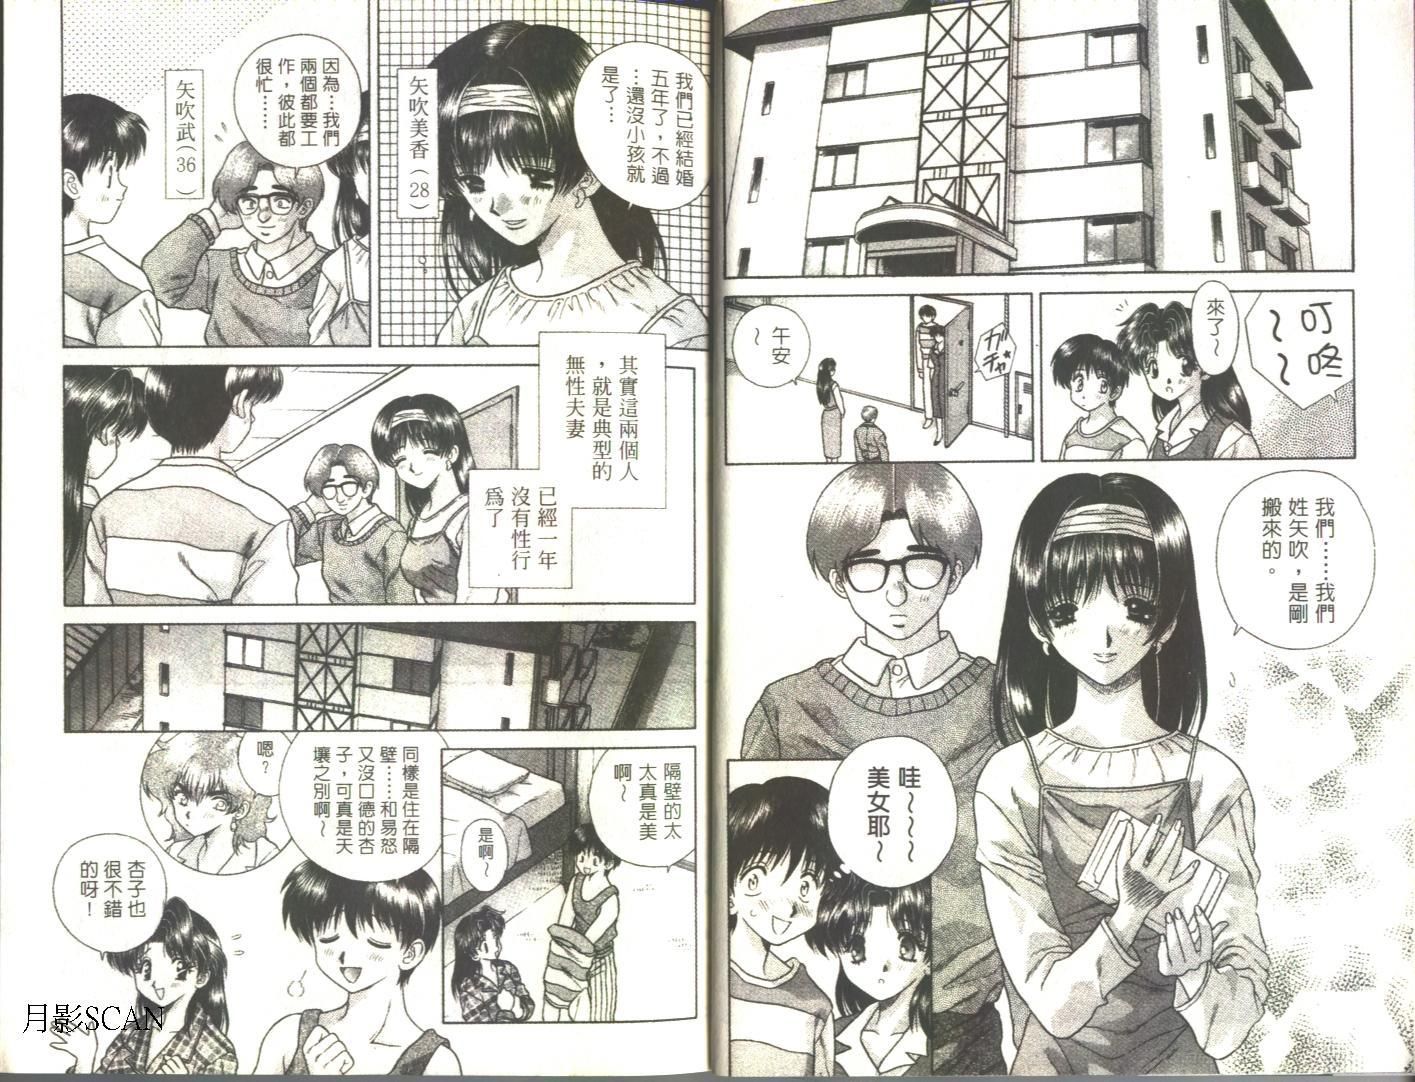 叮咚
～～
來了～
ガチャ
午安
～
我們……我們
姓矢吹，是剛
搬來的。
哇～～～
美女耶～
我們已經結婚
五年了，不過
…還沒小孩就
是了…
矢吹美香（28）
因為…我們
兩個都要工
作，彼此都
很忙……
矢吹武（36）
其實這兩個人
，就是典型的
無性夫妻
已經一年
沒有性行
為了
隔壁的太
太真是美
啊～
是啊～
同樣是住在隔
壁……和易怒
又沒口德的杏
子，可真是天
壤之別啊～
嗯？
杏子也
很不錯
的呀！
月影SCAN